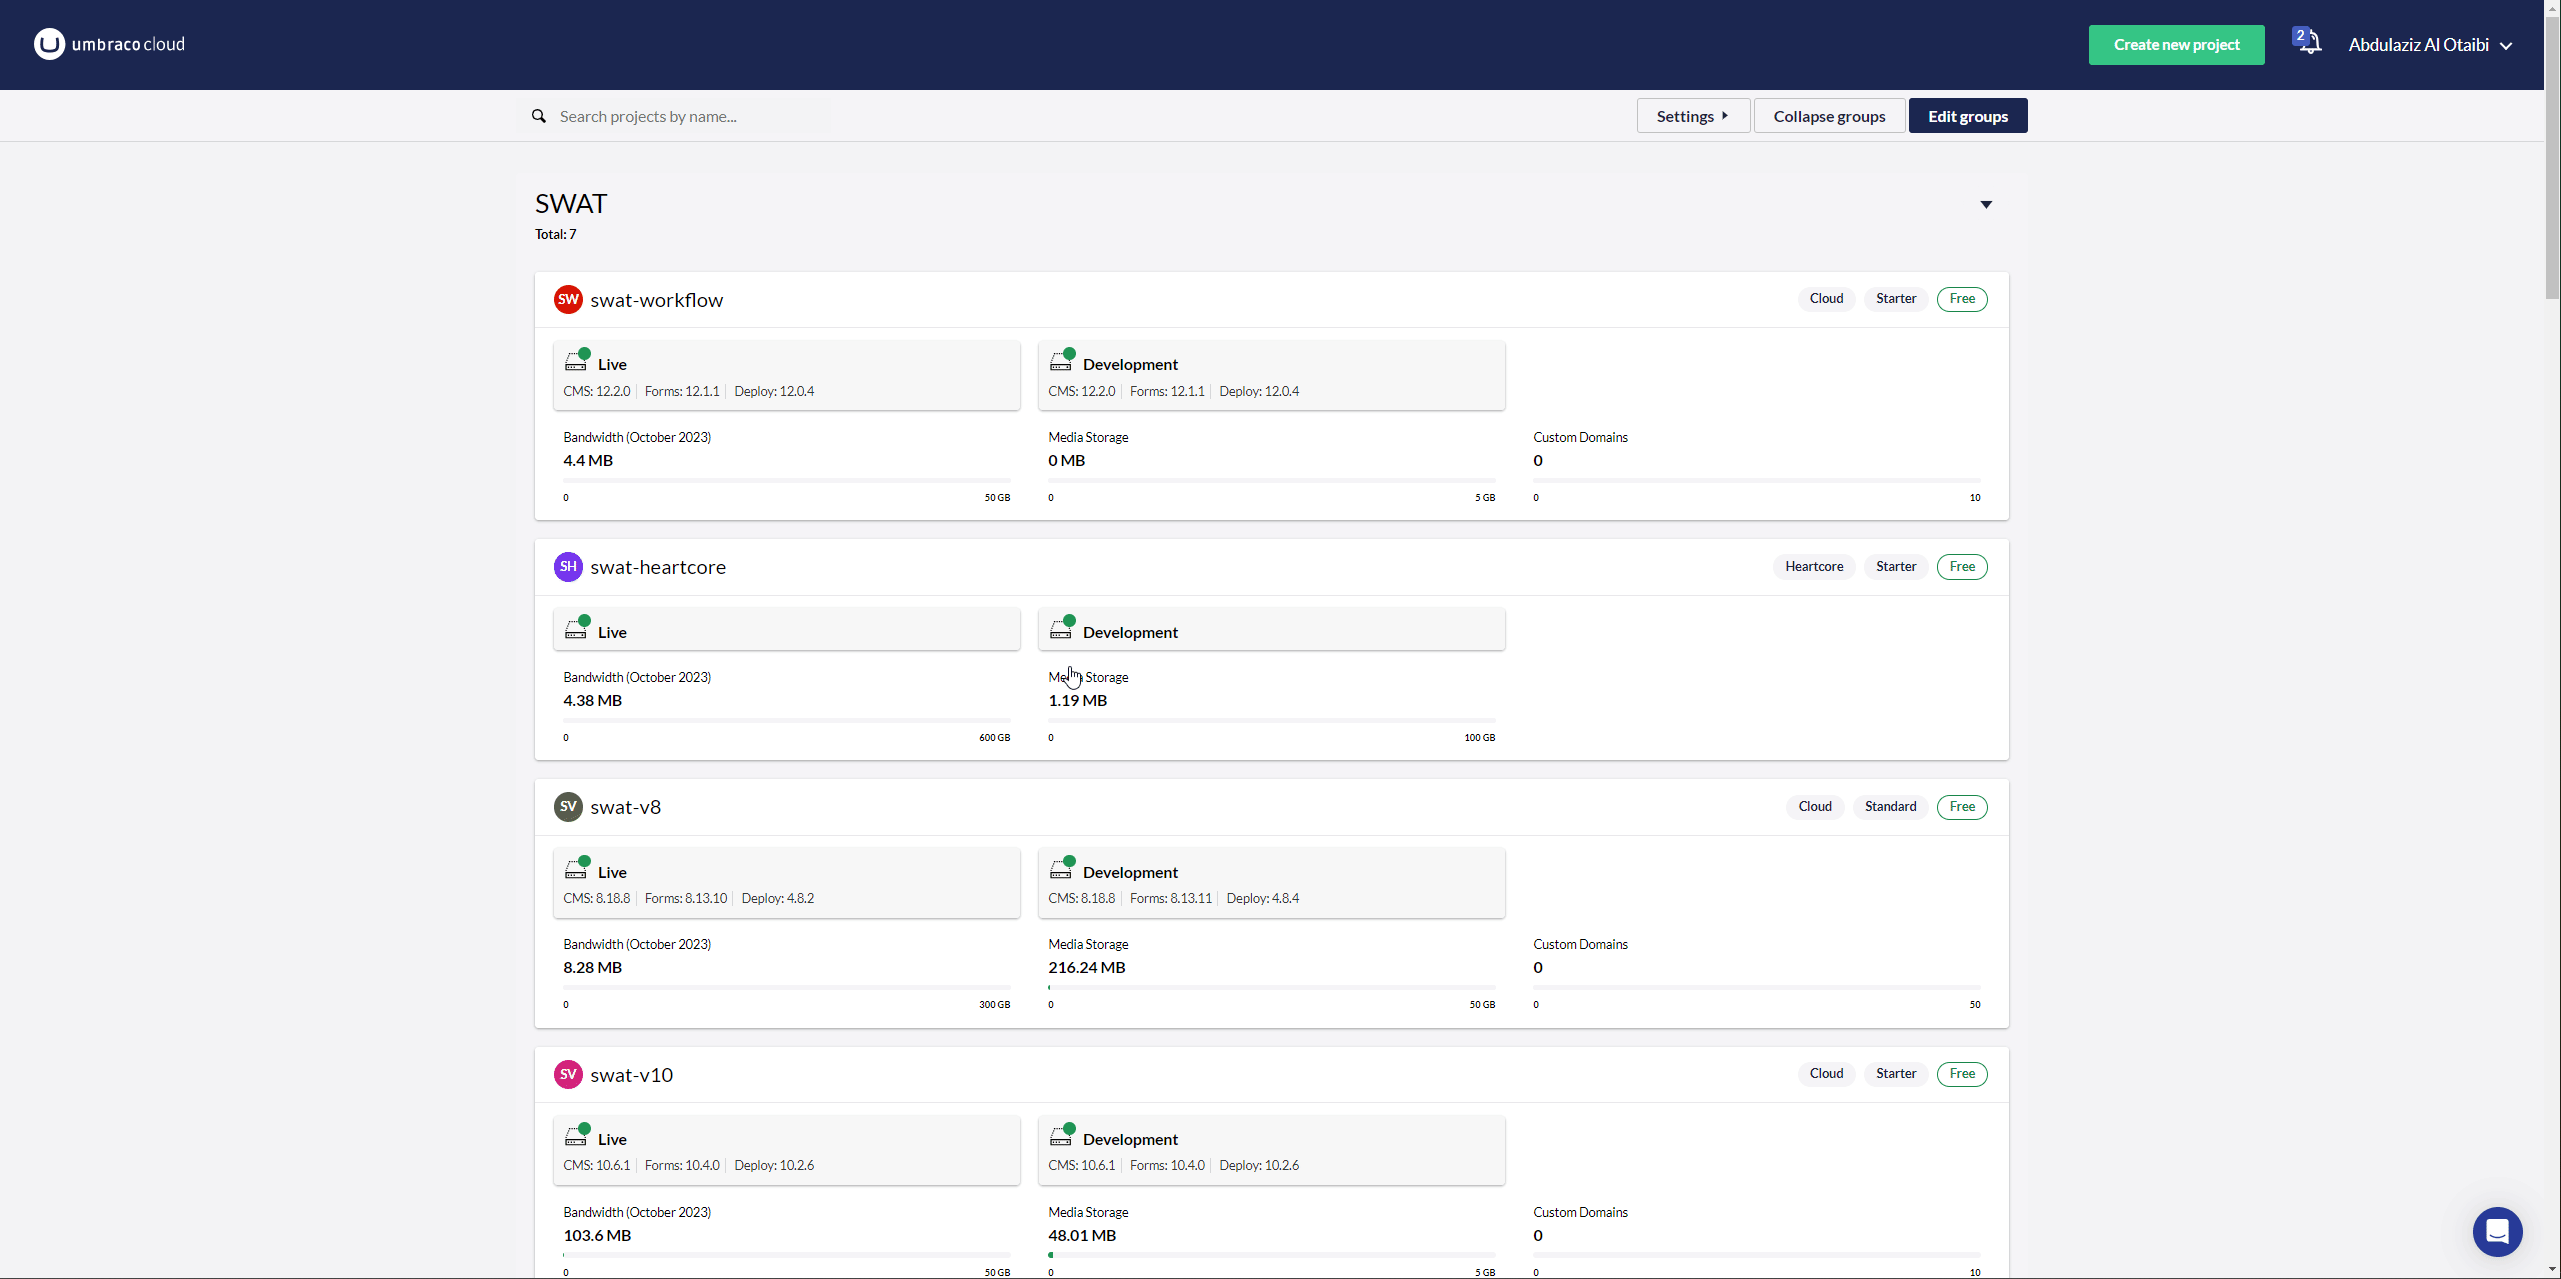 umbraco cloud
Create new project
2
Abdulaziz Al Otaibi
Search projects by name...
Settings
Collapse groups
Edit groups
SWAT
Total: 7
SW swat-workflow
Cloud Starter Free
Live
CMS: 12.2.0 Forms: 12.1.1 Deploy: 12.0.4
Development
CMS: 12.2.0 Forms: 12.1.1 Deploy: 12.0.4
Bandwidth (October 2023)
4.4 MB
0 50 GB
Media Storage
0 MB
0 5 GB
Custom Domains
0
0 10
SH swat-heartcore
Heartcore Starter Free
Live
Development
Bandwidth (October 2023)
4.38 MB
0 600 GB
Media Storage
1.19 MB
0 100 GB
SV swat-v8
Cloud Standard Free
Live
CMS: 8.18.8 Forms: 8.13.10 Deploy: 4.8.2
Development
CMS: 8.18.8 Forms: 8.13.11 Deploy: 4.8.4
Bandwidth (October 2023)
8.28 MB
0 300 GB
Media Storage
216.24 MB
0 50 GB
Custom Domains
0
0 50
SV swat-v10
Cloud Starter Free
Live
CMS: 10.6.1 Forms: 10.4.0 Deploy: 10.2.6
Development
CMS: 10.6.1 Forms: 10.4.0 Deploy: 10.2.6
Bandwidth (October 2023)
103.6 MB
0 50 GB
Media Storage
48.01 MB
0 5 GB
Custom Domains
0
0 10